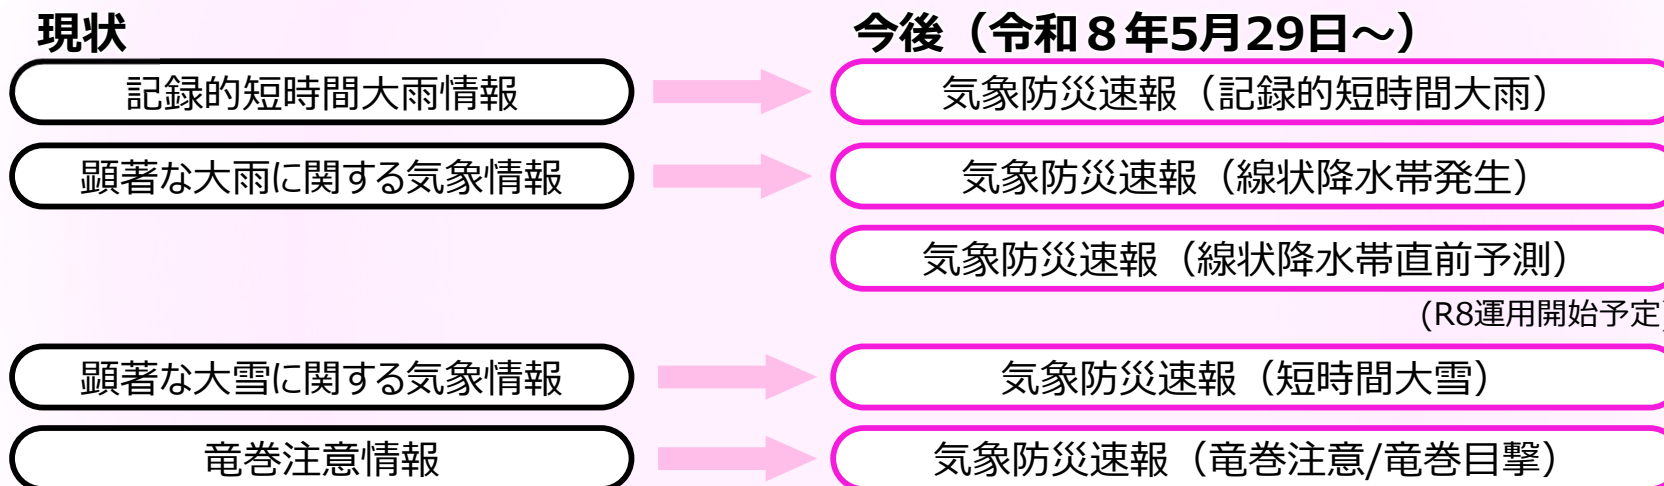 現状
今後（令和８年5月29日～）
記録的短時間大雨情報
気象防災速報（記録的短時間大雨）
顕著な大雨に関する気象情報
気象防災速報（線状降水帯発生）
気象防災速報（線状降水帯直前予測）
(R8運用開始予定)
顕著な大雪に関する気象情報
気象防災速報（短時間大雪）
竜巻注意情報
気象防災速報（竜巻注意/竜巻目撃）